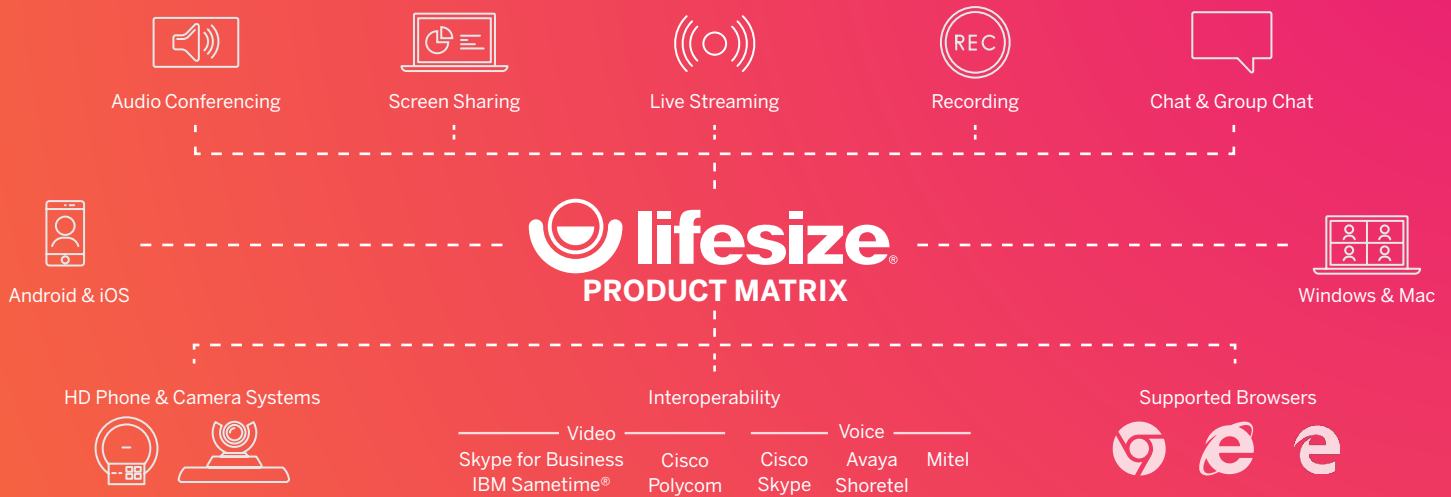 REC
Audio Conferencing
Screen Sharing
Live Streaming
Recording
Chat & Group Chat
lifesize®
PRODUCT MATRIX
Android & iOS
Windows & Mac
HD Phone & Camera Systems
Interoperability
Supported Browsers
Video
Voice
Skype for Business
IBM Sametime®
Cisco
Polycom
Cisco
Skype
Avaya
Shoretel
Mitel